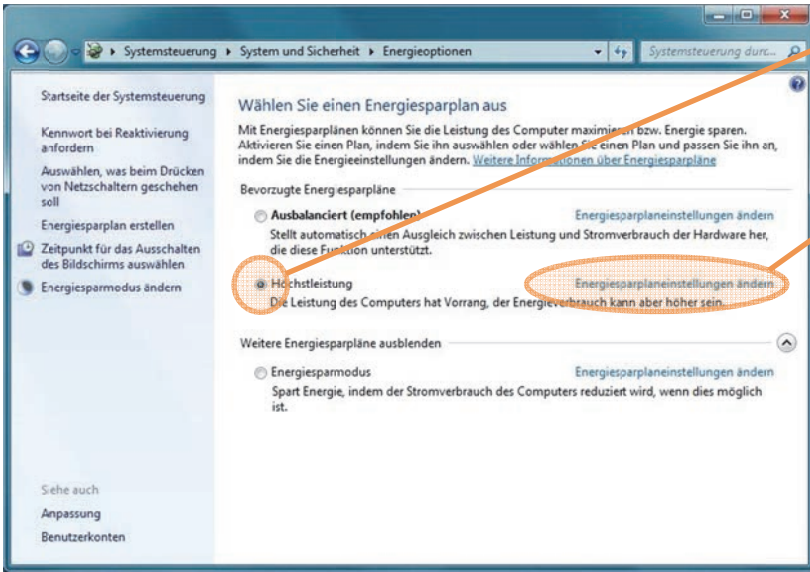 Systemsteuerung ▸ System und Sicherheit ▸ Energieoptionen
Systemsteuerung durc...
Startseite der Systemsteuerung
Kennwort bei Reaktivierung
anfordern
Auswählen, was beim Drücken
von Netzschaltern geschehen
soll
Energiesparplan erstellen
Zeitpunkt für das Ausschalten
des Bildschirms auswählen
Energiesparmodus ändern
Siehe auch
Anpassung
Benutzerkonten
Wählen Sie einen Energiesparplan aus
Mit Energiesparplänen können Sie die Leistung des Computer maximieren bzw. Energie sparen.
Aktivieren Sie einen Plan, indem Sie ihn auswählen oder wählen Sie einen Plan und passen Sie ihn an,
indem Sie die Energieeinstellungen ändern. Weitere Informationen über Energiesparpläne
Bevorzugte Energiesparpläne
Ausbalanciert (empfohlen) Energiesparplaneinstellungen ändern
Stellt automatisch einen Ausgleich zwischen Leistung und Stromverbrauch der Hardware her,
die diese Funktion unterstützt.
Höchstleistung Energiesparplaneinstellungen ändern
Die Leistung des Computers hat Vorrang, der Energieverbrauch kann aber höher sein.
Weitere Energiesparpläne ausblenden
Energiesparmodus Energiesparplaneinstellungen ändern
Spart Energie, indem der Stromverbrauch des Computers reduziert wird, wenn dies möglich
ist.